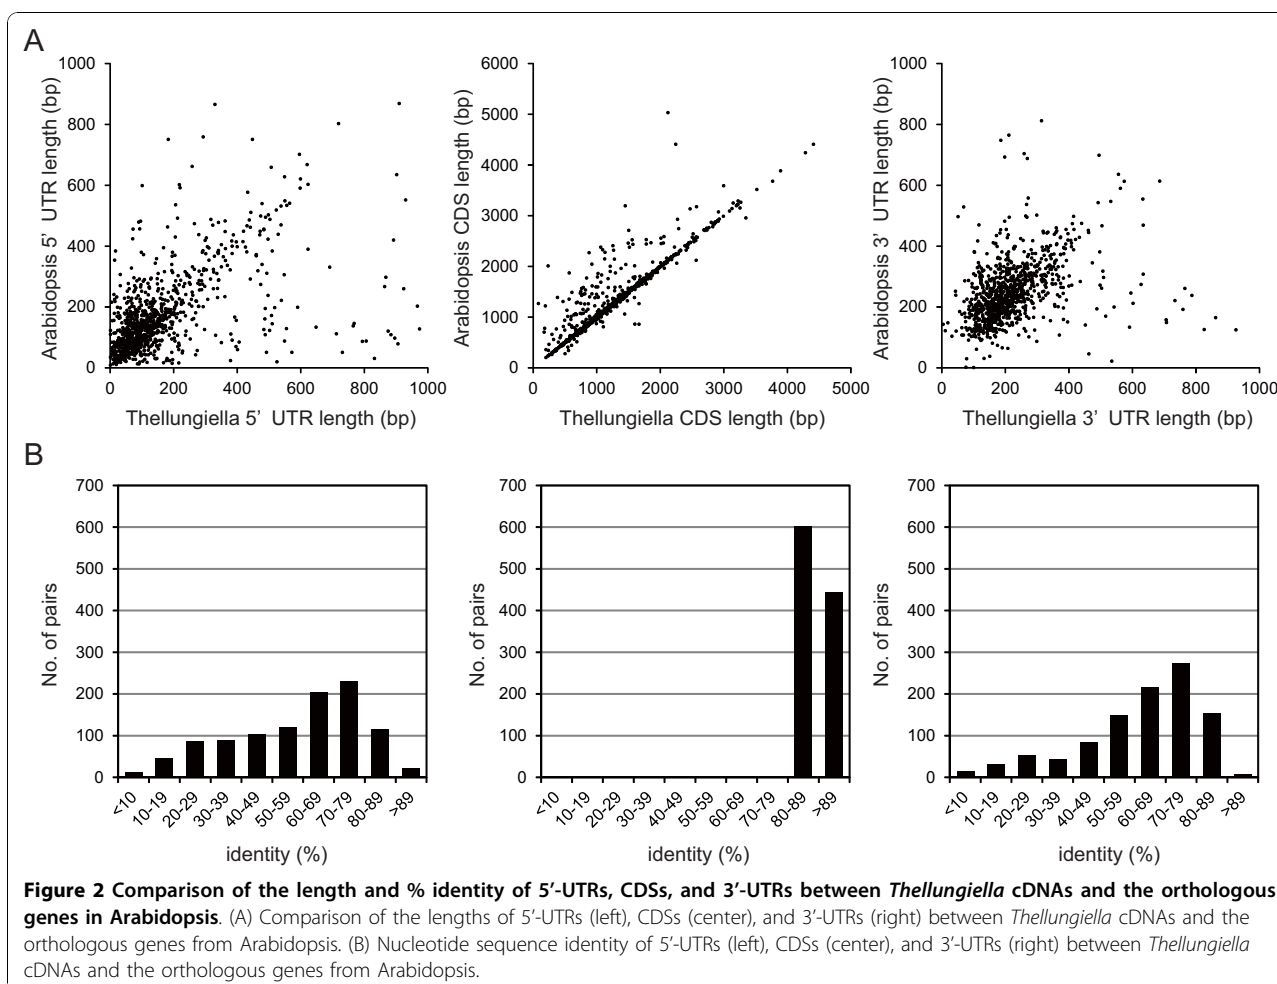 A
1000
800
600
400
200
0
0 200 400 600 800 1000
Arabidopsis 5' UTR length (bp)
Thellungiella 5' UTR length (bp)
6000
5000
4000
3000
2000
1000
0
0 1000 2000 3000 4000 5000
Arabidopsis CDS length (bp)
Thellungiella CDS length (bp)
1000
800
600
400
200
0
0 200 400 600 800 1000
Arabidopsis 3' UTR length (bp)
Thellungiella 3' UTR length (bp)
B
700
600
500
400
300
200
100
0
No. of pairs
<10 10-19 20-29 30-39 40-49 50-59 60-69 70-79 80-89 >89
identity (%)
700
600
500
400
300
200
100
0
No. of pairs
<10 10-19 20-29 30-39 40-49 50-59 60-69 70-79 80-89 >89
identity (%)
700
600
500
400
300
200
100
0
No. of pairs
<10 10-19 20-29 30-39 40-49 50-59 60-69 70-79 80-89 >89
identity (%)
Figure 2 Comparison of the length and % identity of 5′-UTRs, CDSs, and 3′-UTRs between Thellungiella cDNAs and the orthologous
genes in Arabidopsis. (A) Comparison of the lengths of 5′-UTRs (left), CDSs (center), and 3′-UTRs (right) between Thellungiella cDNAs and the
orthologous genes from Arabidopsis. (B) Nucleotide sequence identity of 5′-UTRs (left), CDSs (center), and 3′-UTRs (right) between Thellungiella
cDNAs and the orthologous genes from Arabidopsis.